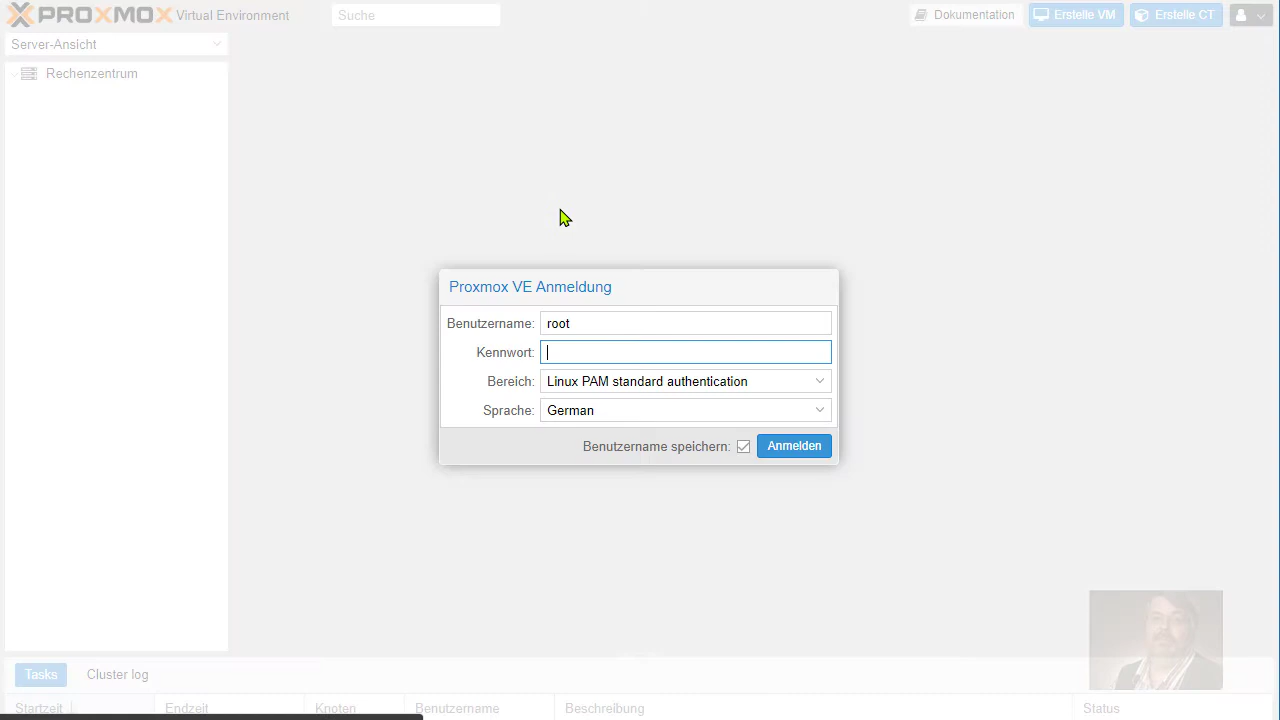 PROXMOX Virtual Environment Suche Dokumentation Erstelle VM Erstelle CT
Server-Ansicht
Rechenzentrum
Proxmox VE Anmeldung
Benutzername: root
Kennwort:
Bereich: Linux PAM standard authentication
Sprache: German
Benutzername speichern: Anmelden
Tasks Cluster log
Startzeit Endzeit Knoten Benutzername Beschreibung Status